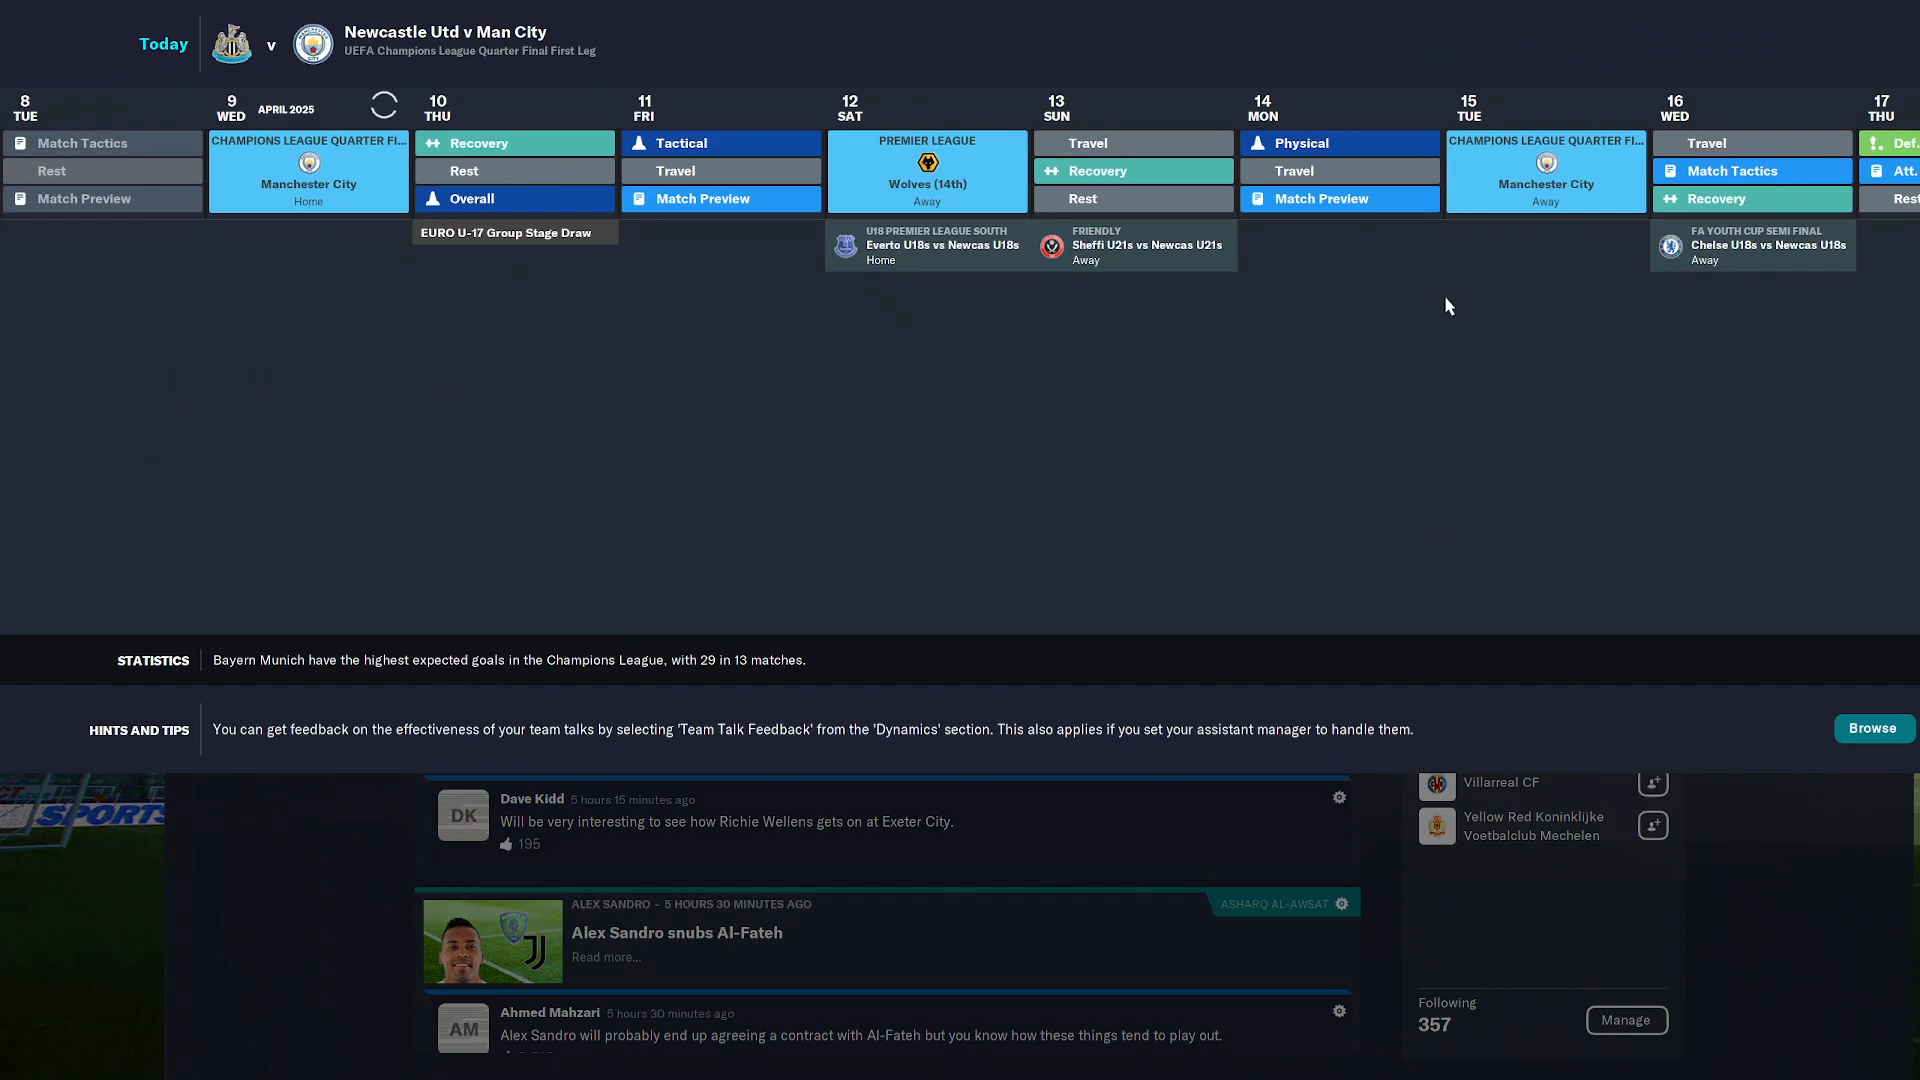 Today
v
Newcastle Utd v Man City
UEFA Champions League Quarter Final First Leg
8
TUE
9
WED
APRIL 2025
10
THU
11
FRI
12
SAT
13
SUN
14
MON
15
TUE
16
WED
17
THU
Match Tactics
Rest
Match Preview
CHAMPIONS LEAGUE QUARTER FI...
Manchester City
Home
Recovery
Rest
Overall
Tactical
Travel
Match Preview
PREMIER LEAGUE
Wolves (14th)
Away
Travel
Recovery
Rest
Physical
Travel
Match Preview
CHAMPIONS LEAGUE QUARTER FI...
Manchester City
Away
Travel
Match Tactics
Recovery
Def.
Att.
Rest
EURO U-17 Group Stage Draw
U18 PREMIER LEAGUE SOUTH
Everto U18s vs Newcas U18s
Home
FRIENDLY
Sheffi U21s vs Newcas U21s
Away
FA YOUTH CUP SEMI FINAL
Chelse U18s vs Newcas U18s
Away
STATISTICS
Bayern Munich have the highest expected goals in the Champions League, with 29 in 13 matches.
HINTS AND TIPS
You can get feedback on the effectiveness of your team talks by selecting 'Team Talk Feedback' from the 'Dynamics' section. This also applies if you set your assistant manager to handle them.
Browse
SPORTS
DK
Dave Kidd 5 hours 15 minutes ago
Will be very interesting to see how Richie Wellens gets on at Exeter City.
195
ALEX SANDRO - 5 HOURS 30 MINUTES AGO
ASHARQ AL-AWSAT
Alex Sandro snubs Al-Fateh
Read more...
AM
Ahmed Mahzari 5 hours 30 minutes ago
Alex Sandro will probably end up agreeing a contract with Al-Fateh but you know how these things tend to play out.
Villarreal CF
Yellow Red Koninklijke
Voetbalclub Mechelen
Following
357
Manage